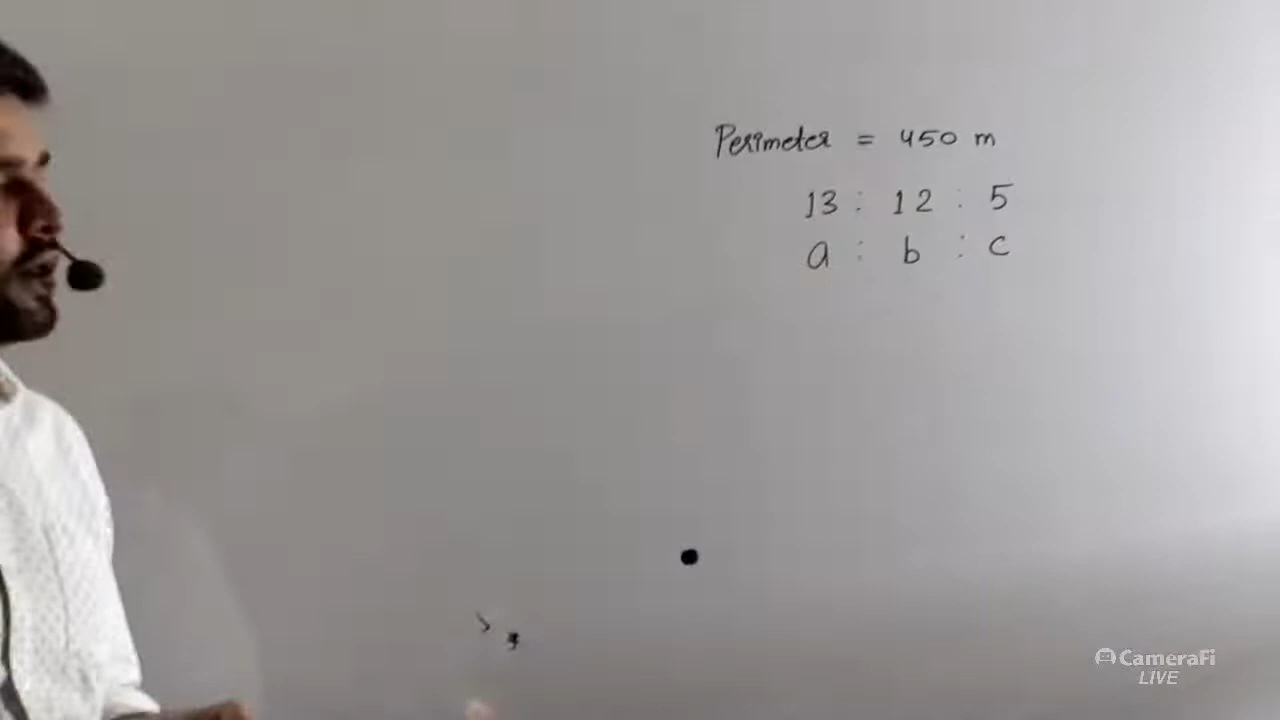 Perimeter = 450 m
13 : 12 : 5
a : b : c
CameraFi
LIVE